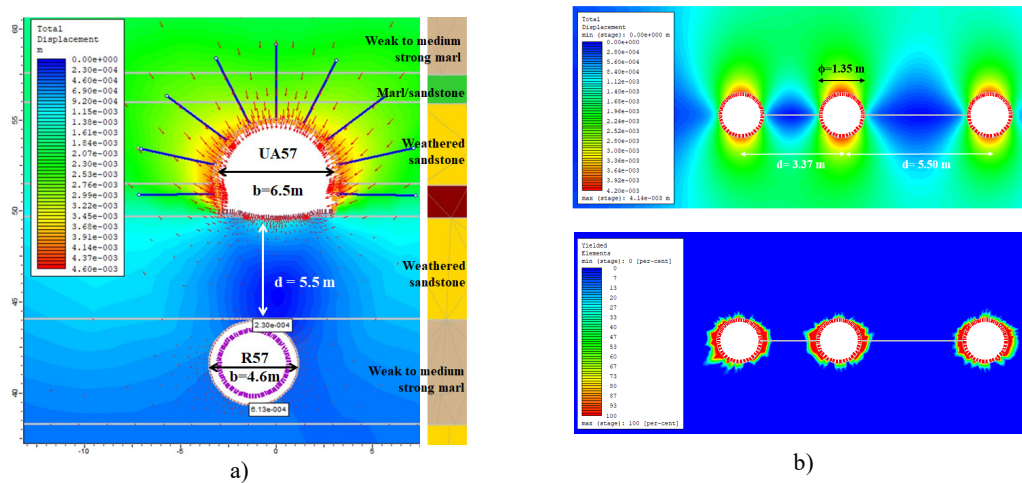 Total
Displacement
m
0.00e+000
2.30e-004
4.60e-004
6.90e-004
9.20e-004
1.15e-003
1.38e-003
1.61e-003
1.84e-003
2.07e-003
2.30e-003
2.53e-003
2.76e-003
2.99e-003
3.22e-003
3.45e-003
3.68e-003
3.91e-003
4.14e-003
4.37e-003
4.60e-003
60
55
50
45
40
-10
-5
0
5
UA57
b=6.5m
d = 5.5 m
2.30e-004
R57
b=4.6m
6.13e-004
Weak to medium
strong marl
Marl/sandstone
Weathered
sandstone
Weathered
sandstone
Weak to medium
strong marl
a)
Total
Displacement
min (stage): 0.00e+000 m
0.00e+000
2.80e-004
5.60e-004
8.40e-004
1.12e-003
1.40e-003
1.68e-003
1.96e-003
2.24e-003
2.52e-003
2.80e-003
3.08e-003
3.36e-003
3.64e-003
3.92e-003
4.20e-003
max (stage): 4.14e-003 m
ϕ=1.35 m
d= 3.37 m
d= 5.50 m
Yielded
Elements
min (stage): 0 [per-cent]
0
7
13
20
27
33
40
47
53
60
67
73
80
87
93
100
max (stage): 100 [per-cent]
b)